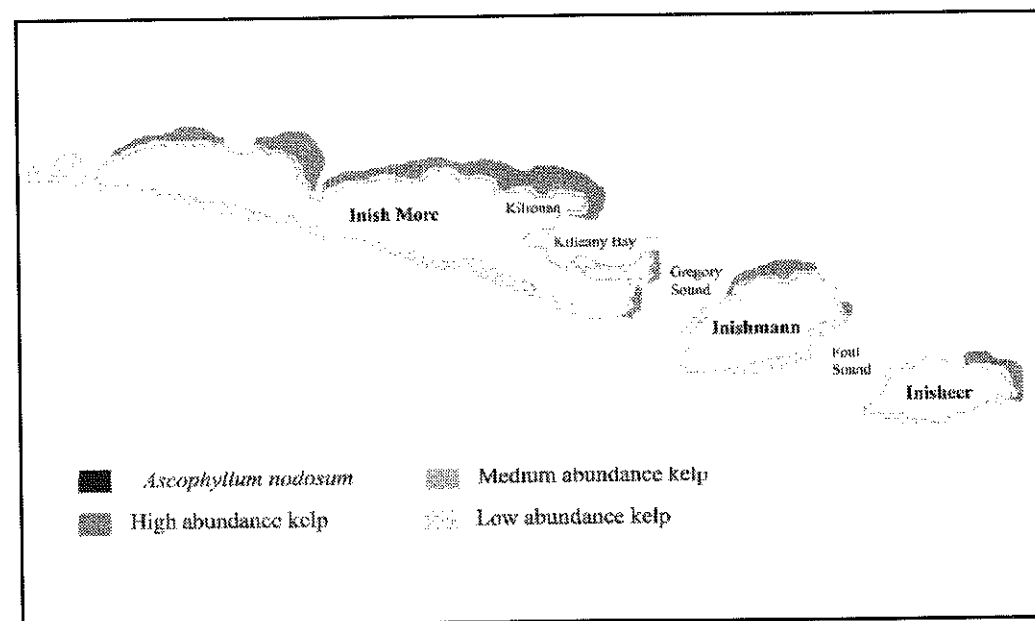 Inish More
Kilronan
Killeany Bay
Gregory
Sound
Inishmann
Foul
Sound
Inisheer
Ascophyllum nodosum
Medium abundance kelp
High abundance kelp
Low abundance kelp